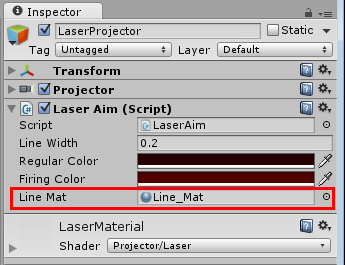 Inspector
LaserProjector
Static
Tag Untagged Layer Default
Transform
Projector
Laser Aim (Script)
Script LaserAim
Line Width 0.2
Regular Color
Firing Color
Line Mat Line_Mat
LaserMaterial
Shader Projector/Laser